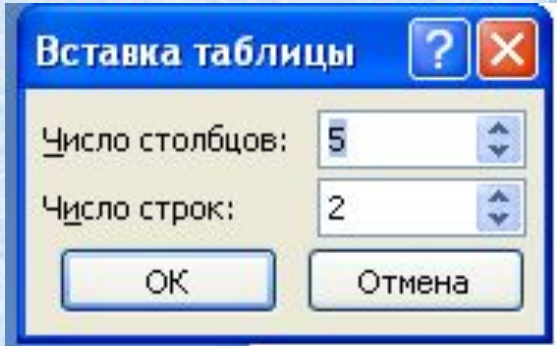 Вставка таблицы ?
Число столбцов: 5
Число строк: 2
ОК Отмена